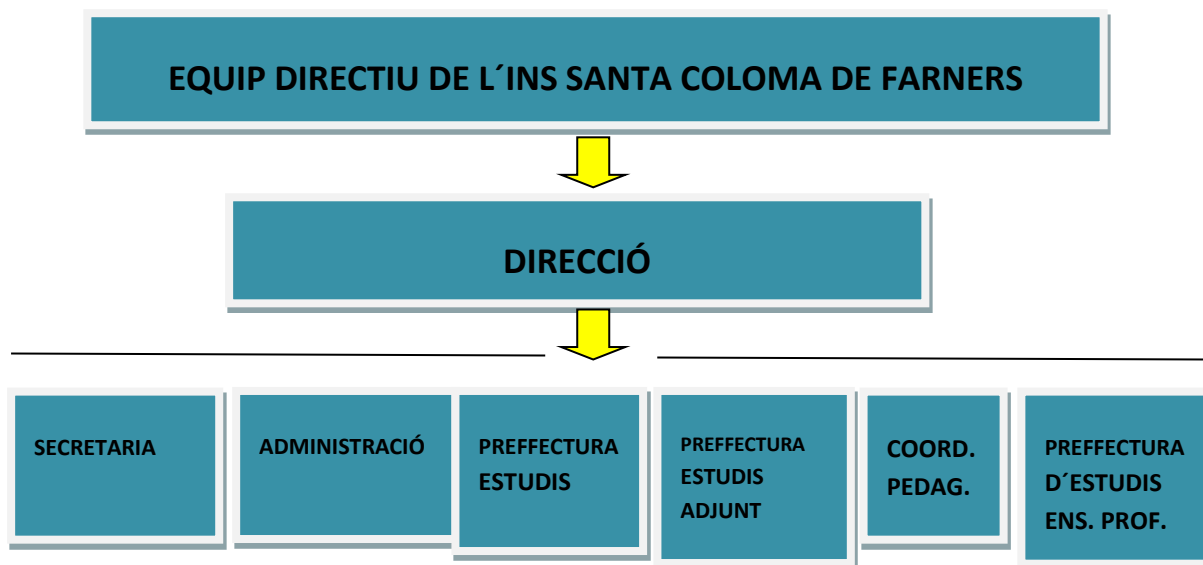 EQUIP DIRECTIU DE L´INS SANTA COLOMA DE FARNERS
DIRECCIÓ
SECRETARIA
ADMINISTRACIÓ
PREFFECTURA
ESTUDIS
PREFFECTURA
ESTUDIS
ADJUNT
COORD.
PEDAG.
PREFFECTURA
D´ESTUDIS
ENS. PROF.